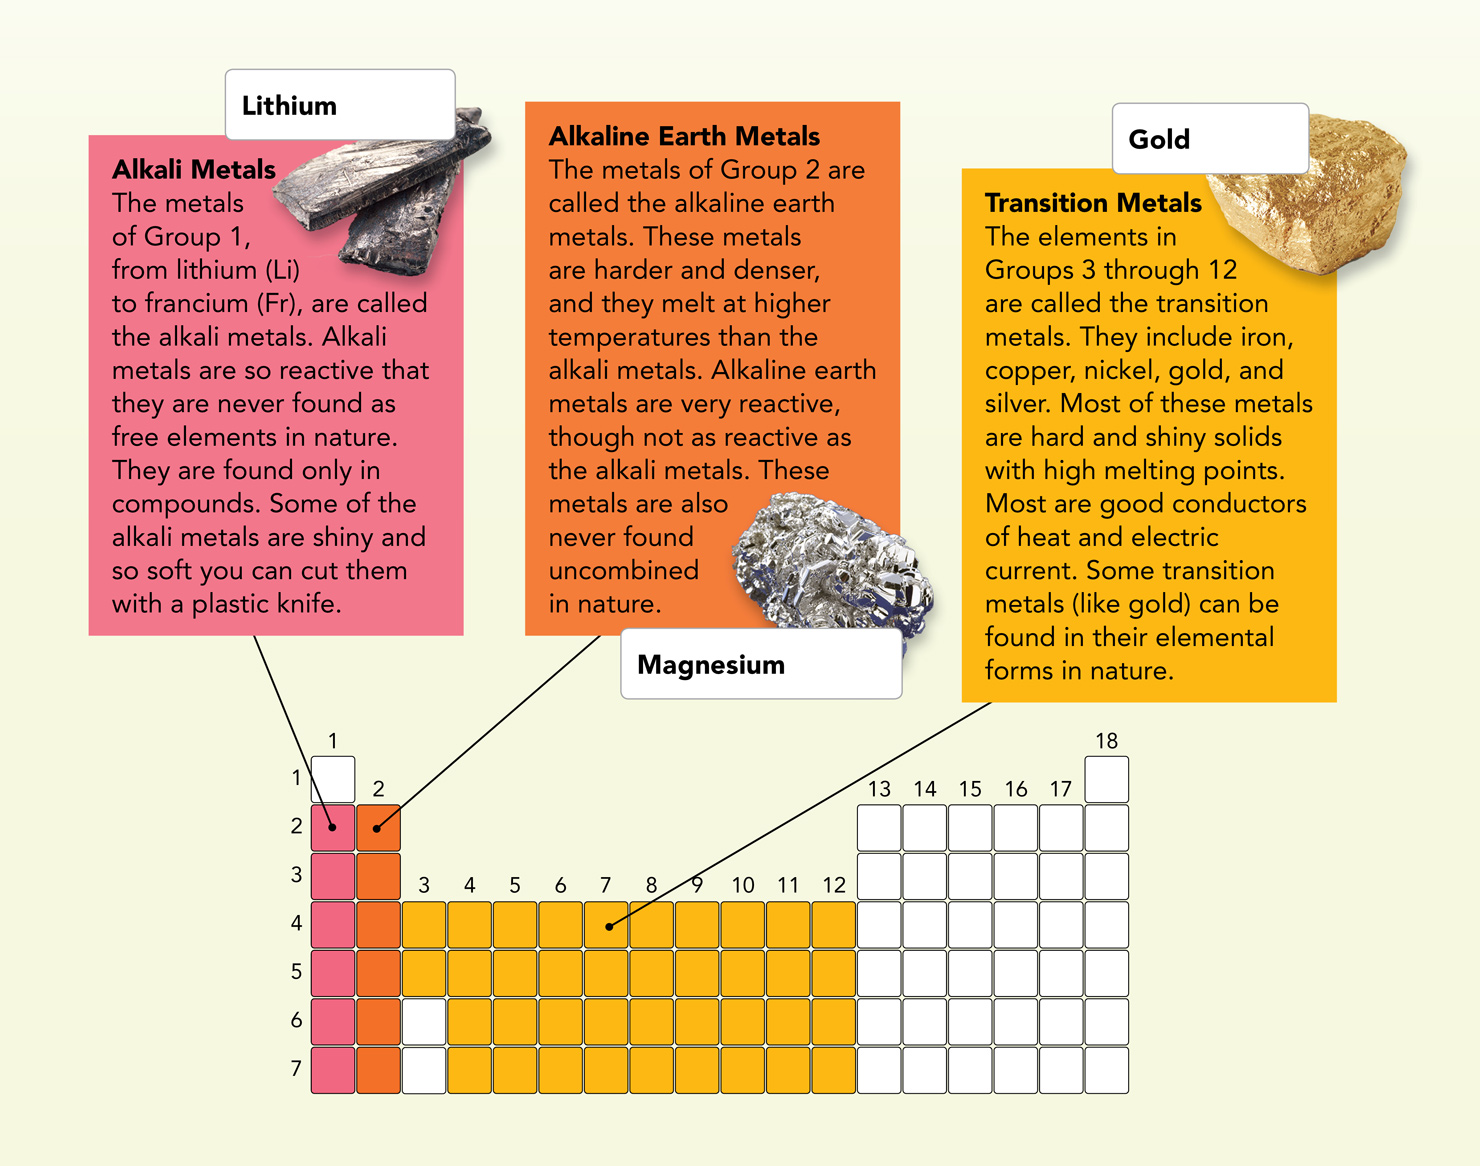 Lithium
Alkali Metals
The metals
of Group 1,
from lithium (Li)
to francium (Fr), are called
the alkali metals. Alkali
metals are so reactive that
they are never found as
free elements in nature.
They are found only in
compounds. Some of the
alkali metals are shiny and
so soft you can cut them
with a plastic knife.
Alkaline Earth Metals
The metals of Group 2 are
called the alkaline earth
metals. These metals
are harder and denser,
and they melt at higher
temperatures than the
alkali metals. Alkaline earth
metals are very reactive,
though not as reactive as
the alkali metals. These
metals are also
never found
uncombined
in nature.
Magnesium
Gold
Transition Metals
The elements in
Groups 3 through 12
are called the transition
metals. They include iron,
copper, nickel, gold, and
silver. Most of these metals
are hard and shiny solids
with high melting points.
Most are good conductors
of heat and electric
current. Some transition
metals (like gold) can be
found in their elemental
forms in nature.
1 18
1 2 13 14 15 16 17
2
3 3 4 5 6 7 8 9 10 11 12
4
5
6
7